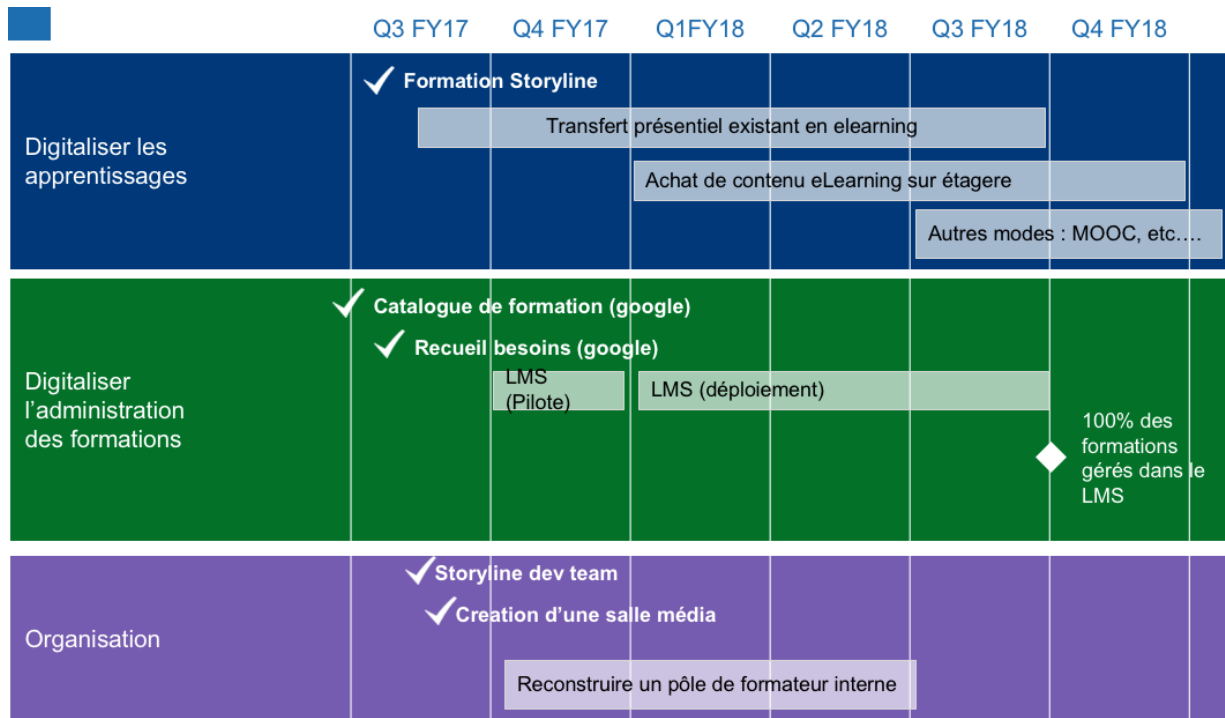 Q3 FY17 Q4 FY17 Q1FY18 Q2 FY18 Q3 FY18 Q4 FY18
Digitaliser les
apprentissages
Formation Storyline
Transfert présentiel existant en elearning
Achat de contenu eLearning sur étagere
Autres modes : MOOC, etc....
Digitaliser
l'administration
des formations
Catalogue de formation (google)
Recueil besoins (google)
LMS
(Pilote)
LMS (déploiement)
100% des
formations
gérés dans le
LMS
Organisation
Storyline dev team
Creation d'une salle média
Reconstruire un pôle de formateur interne